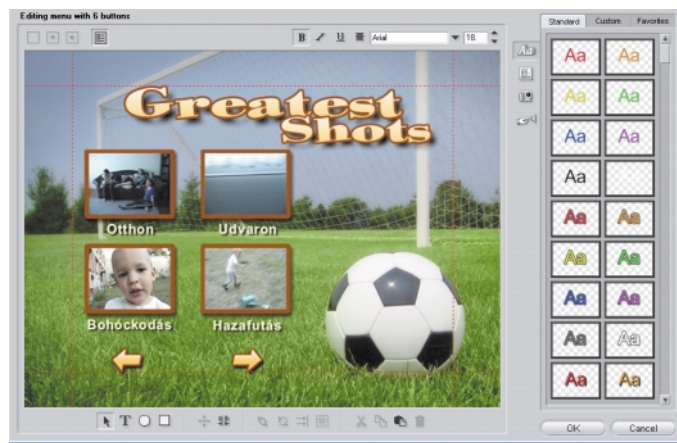 Editing menu with 6 buttons
B I U Arial 18.
Standard Custom Favorites
Greatest
Shots
Otthon Udvaron
Bohóckodás Hazafutás
Aa Aa
Aa Aa
Aa Aa
Aa
Aa Aa
Aa Aa
Aa Aa
Aa Aa
Aa Aa
T
OK Cancel